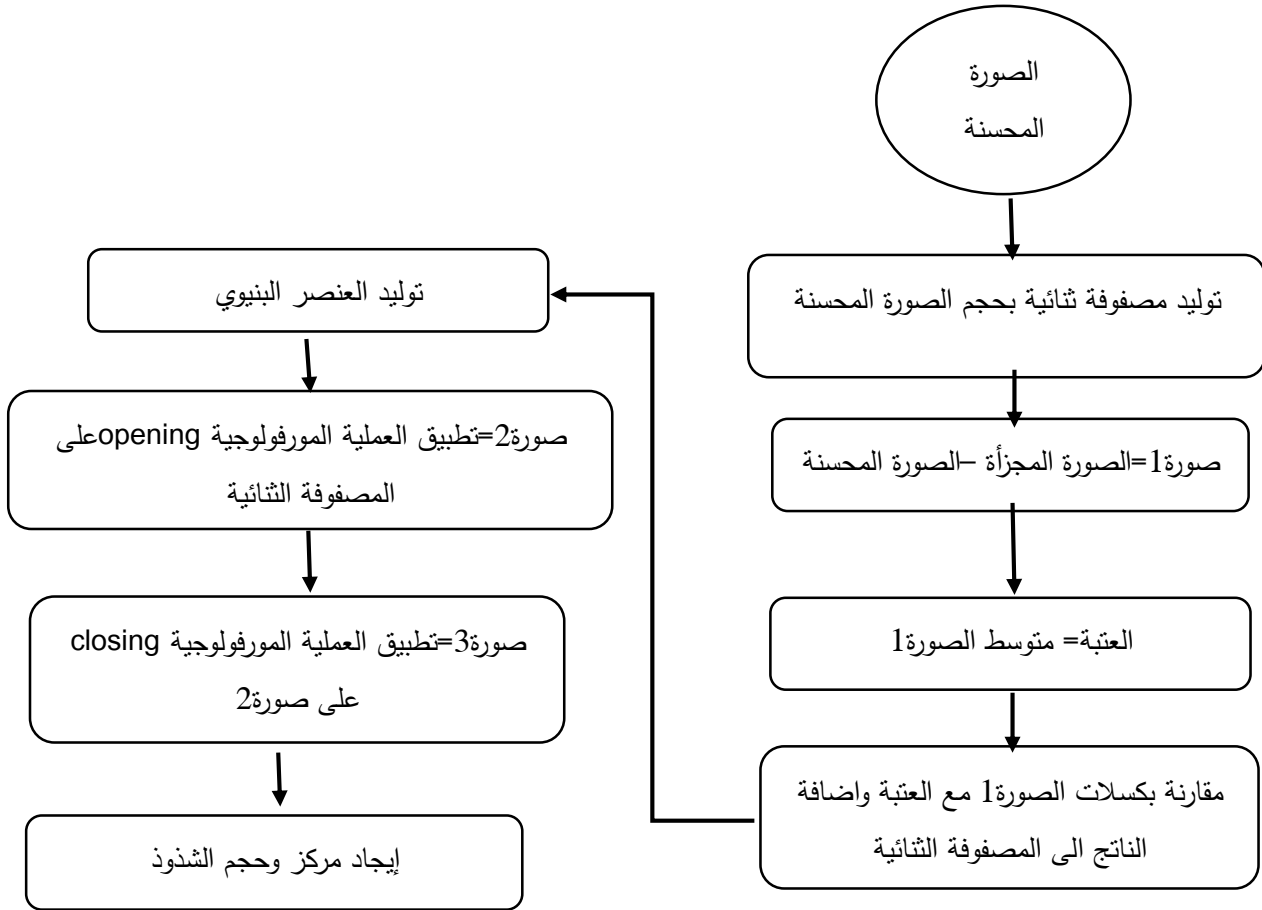 الصورة
المحسنة
توليد مصفوفة ثنائية بحجم الصورة المحسنة
صورة1=الصورة المجزأة –الصورة المحسنة
العتبة= متوسط الصورة1
مقارنة بكسلات الصورة1 مع العتبة واضافة
الناتج الى المصفوفة الثنائية
توليد العنصر البنيوي
صورة2=تطبيق العملية المورفولوجية openingعلى
المصفوفة الثنائية
صورة3=تطبيق العملية المورفولوجية closing
على صورة2
إيجاد مركز وحجم الشذوذ